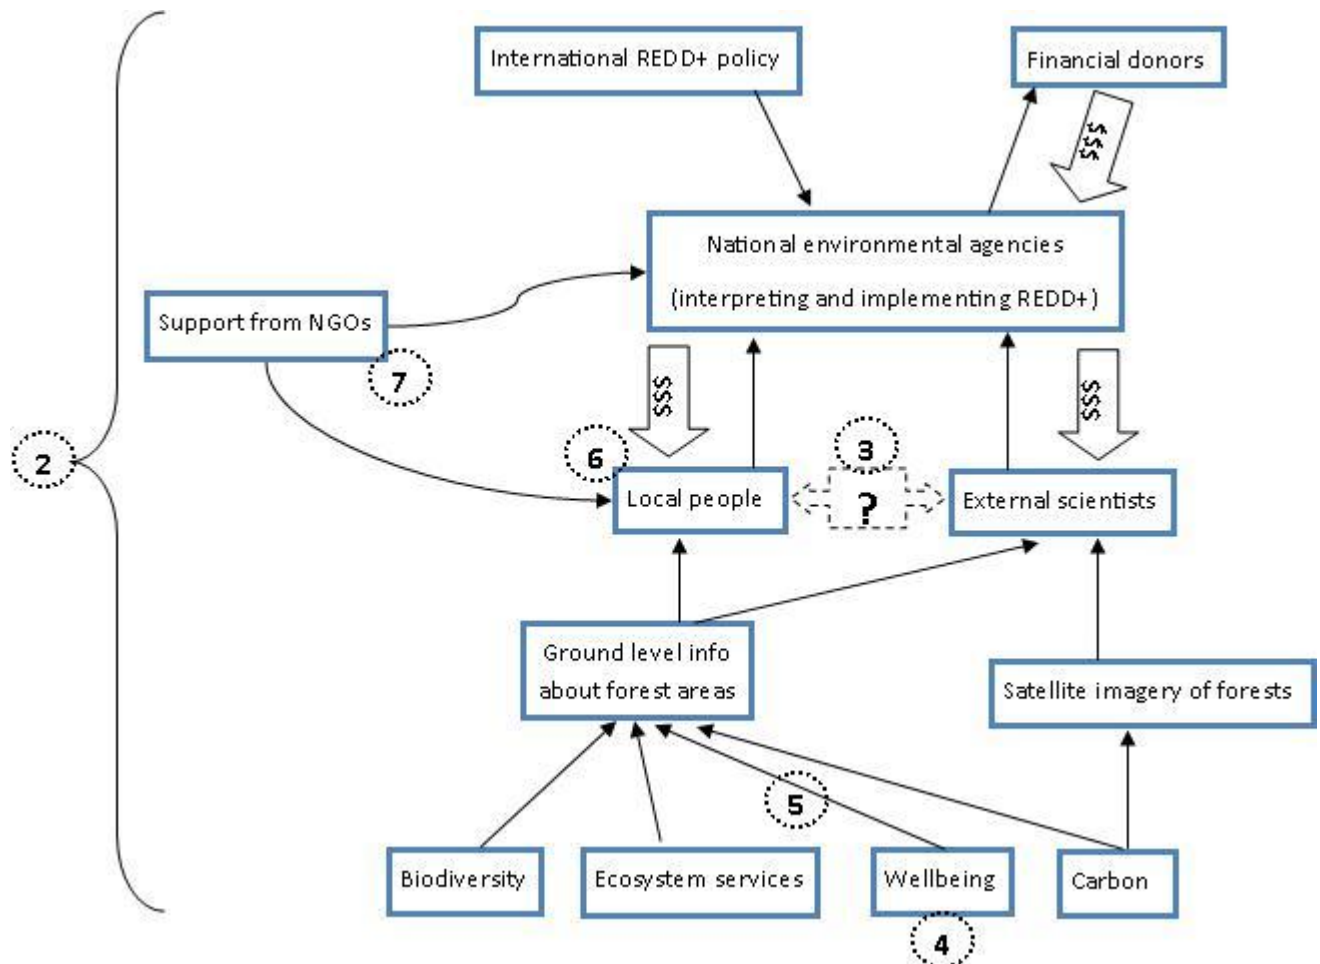 International REDD+ policy
Financial donors
$$$
National environmental agencies
(interpreting and implementing REDD+)
Support from NGOs
7
$$$
$$$
2
6
3
Local people
?
External scientists
Ground level info
about forest areas
Satellite imagery of forests
5
Biodiversity
Ecosystem services
Wellbeing
Carbon
4